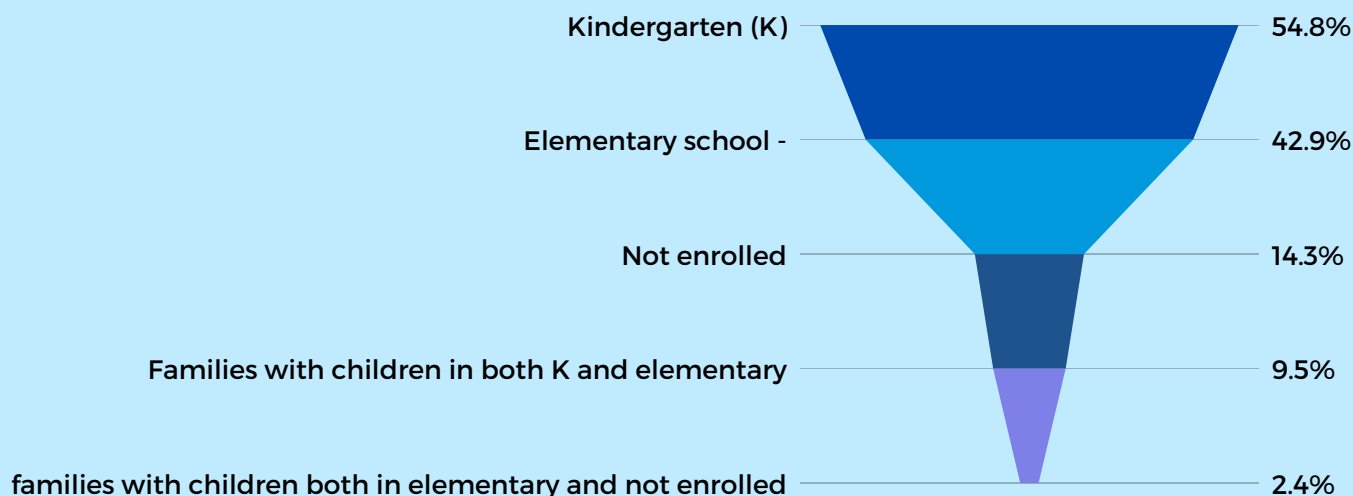 Kindergarten (K) 54.8%
Elementary school - 42.9%
Not enrolled 14.3%
Families with children in both K and elementary 9.5%
families with children both in elementary and not enrolled 2.4%